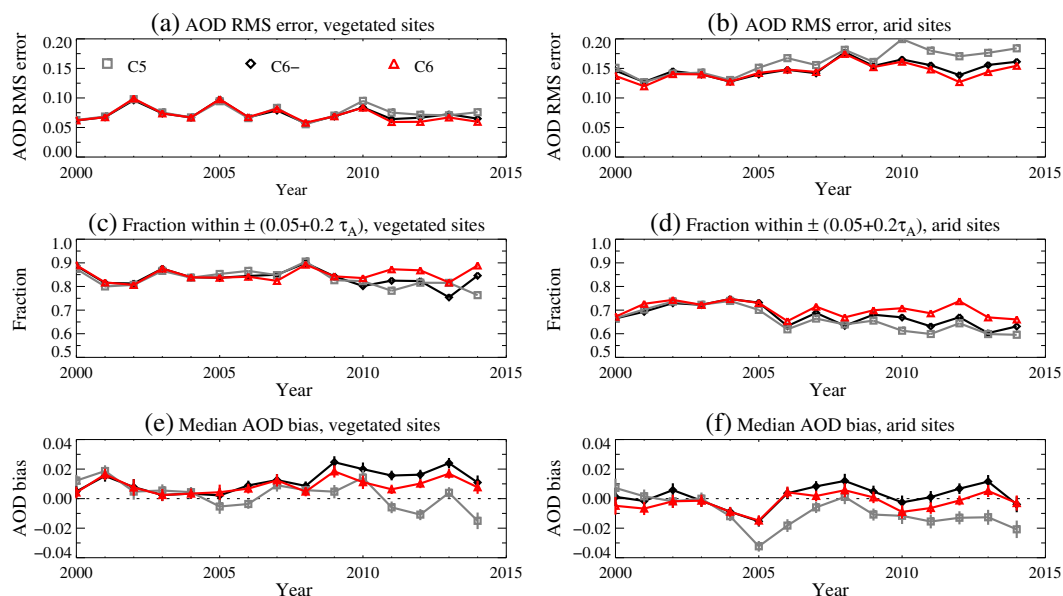 (a) AOD RMS error, vegetated sites
AOD RMS error
0.20
0.15
0.10
0.05
0.00
C5
C6−
C6
2000
2005
2010
2015
Year
(b) AOD RMS error, arid sites
AOD RMS error
0.20
0.15
0.10
0.05
0.00
2000
2005
2010
2015
Year
(c) Fraction within ± (0.05+0.2 τA), vegetated sites
Fraction
1.0
0.9
0.8
0.7
0.6
0.5
2000
2005
2010
2015
Year
(d) Fraction within ± (0.05+0.2τA), arid sites
Fraction
1.0
0.9
0.8
0.7
0.6
0.5
2000
2005
2010
2015
Year
(e) Median AOD bias, vegetated sites
AOD bias
0.04
0.02
0.00
−0.02
−0.04
2000
2005
2010
2015
Year
(f) Median AOD bias, arid sites
AOD bias
0.04
0.02
0.00
−0.02
−0.04
2000
2005
2010
2015
Year